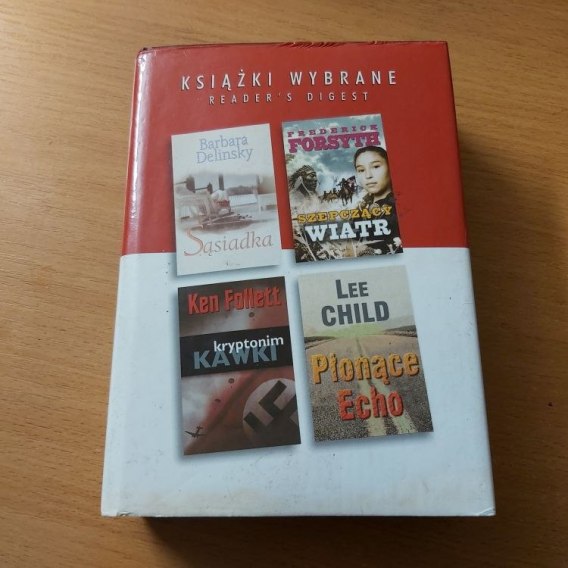 KSIĄŻKI WYBRANE
READER'S DIGEST
Barbara
Delinsky
Sąsiadka
FREDERICK
FORSYTH
SZEPCZĄCY
WIATR
Ken Follett
kryptonim
KAWKI
LEE
CHILD
Płonące
Echo